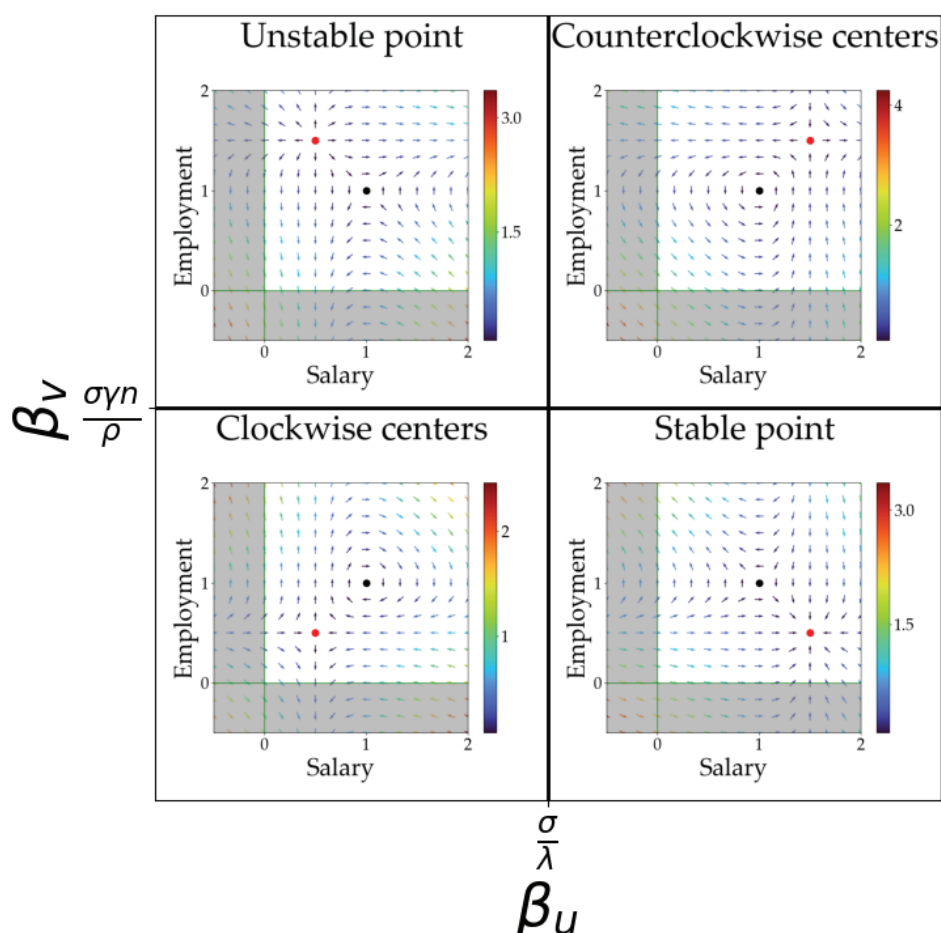 Unstable point
2
1
0
Employment
0
1
2
Salary
3.0
1.5
Counterclockwise centers
2
1
0
Employment
0
1
2
Salary
4
2
Clockwise centers
2
1
0
Employment
0
1
2
Salary
2
1
Stable point
2
1
0
Employment
0
1
2
Salary
3.0
1.5
βν σγn/ρ
σ/λ
βu